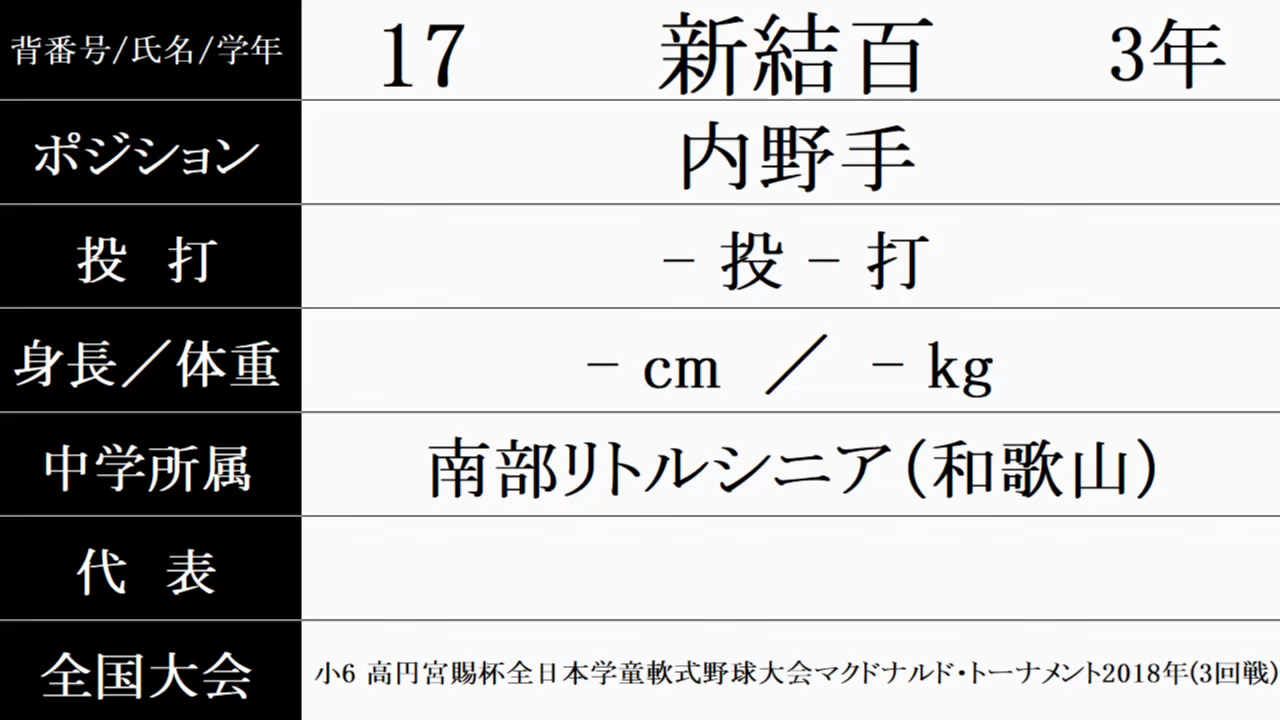 背番号/氏名/学年 17 新結百 3年
ポジション 内野手
投 打 － 投 － 打
身長／体重 － cm ／ － kg
中学所属 南部リトルシニア(和歌山)
代 表
全国大会 小6 高円宮賜杯全日本学童軟式野球大会マクドナルド・トーナメント2018年(3回戦)